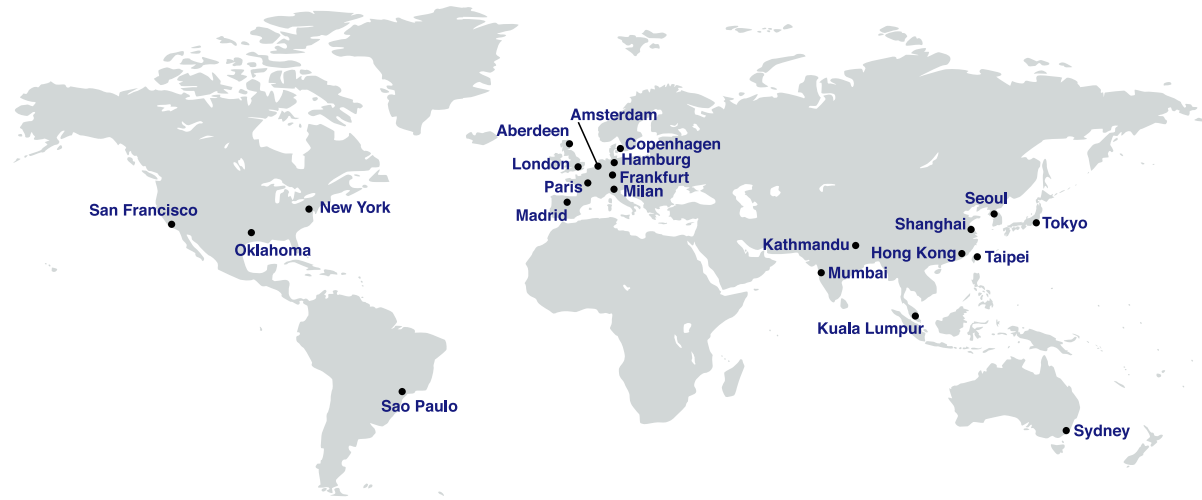 Amsterdam
Aberdeen
Copenhagen
London
Hamburg
Frankfurt
Paris
Milan
Madrid
San Francisco
New York
Oklahoma
Seoul
Shanghai
Tokyo
Kathmandu
Hong Kong
Taipei
Mumbai
Kuala Lumpur
Sao Paulo
Sydney